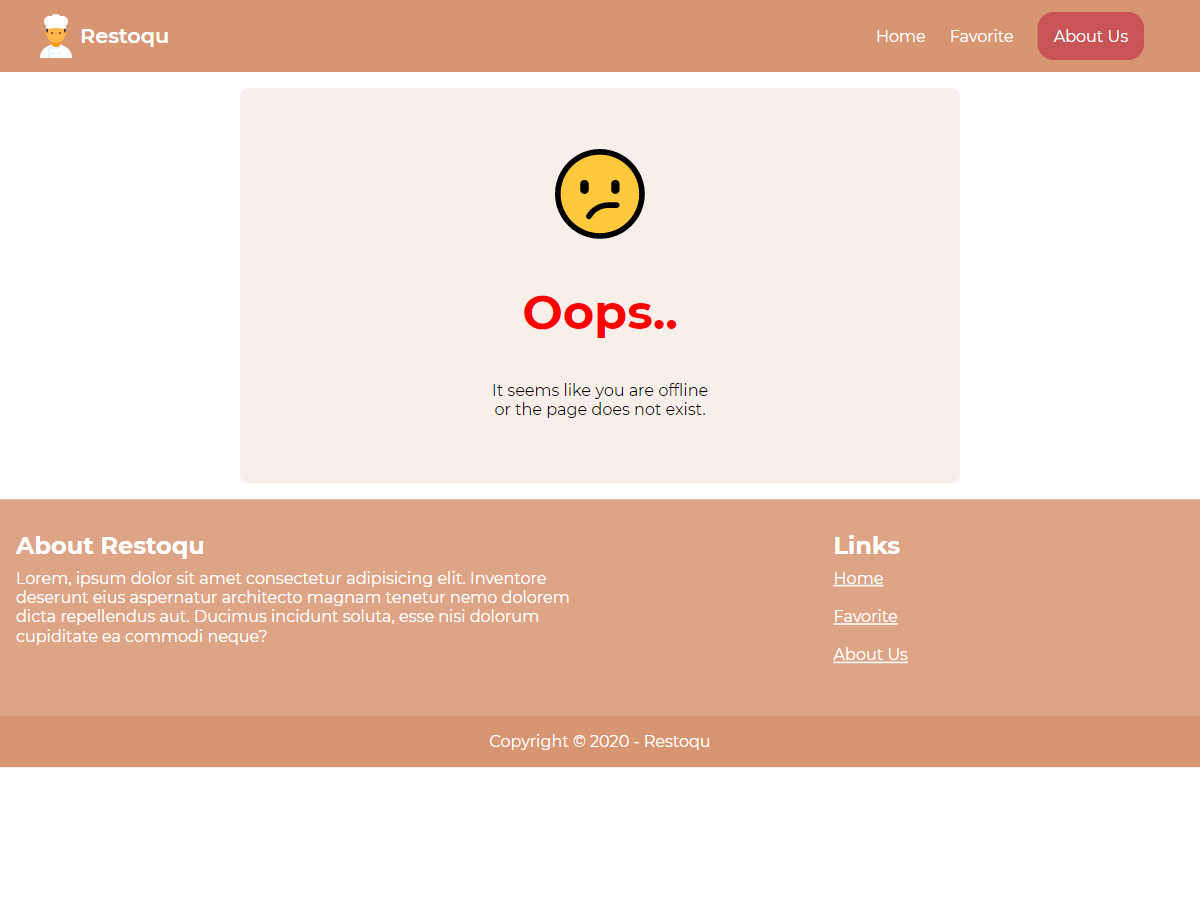 Restoqu
Home
Favorite
About Us
Oops..
It seems like you are offline
or the page does not exist.
About Restoqu
Lorem, ipsum dolor sit amet consectetur adipisicing elit. Inventore
deserunt eius aspernatur architecto magnam tenetur nemo dolorem
dicta repellendus aut. Ducimus incidunt soluta, esse nisi dolorum
cupiditate ea commodi neque?
Links
Home
Favorite
About Us
Copyright © 2020 - Restoqu